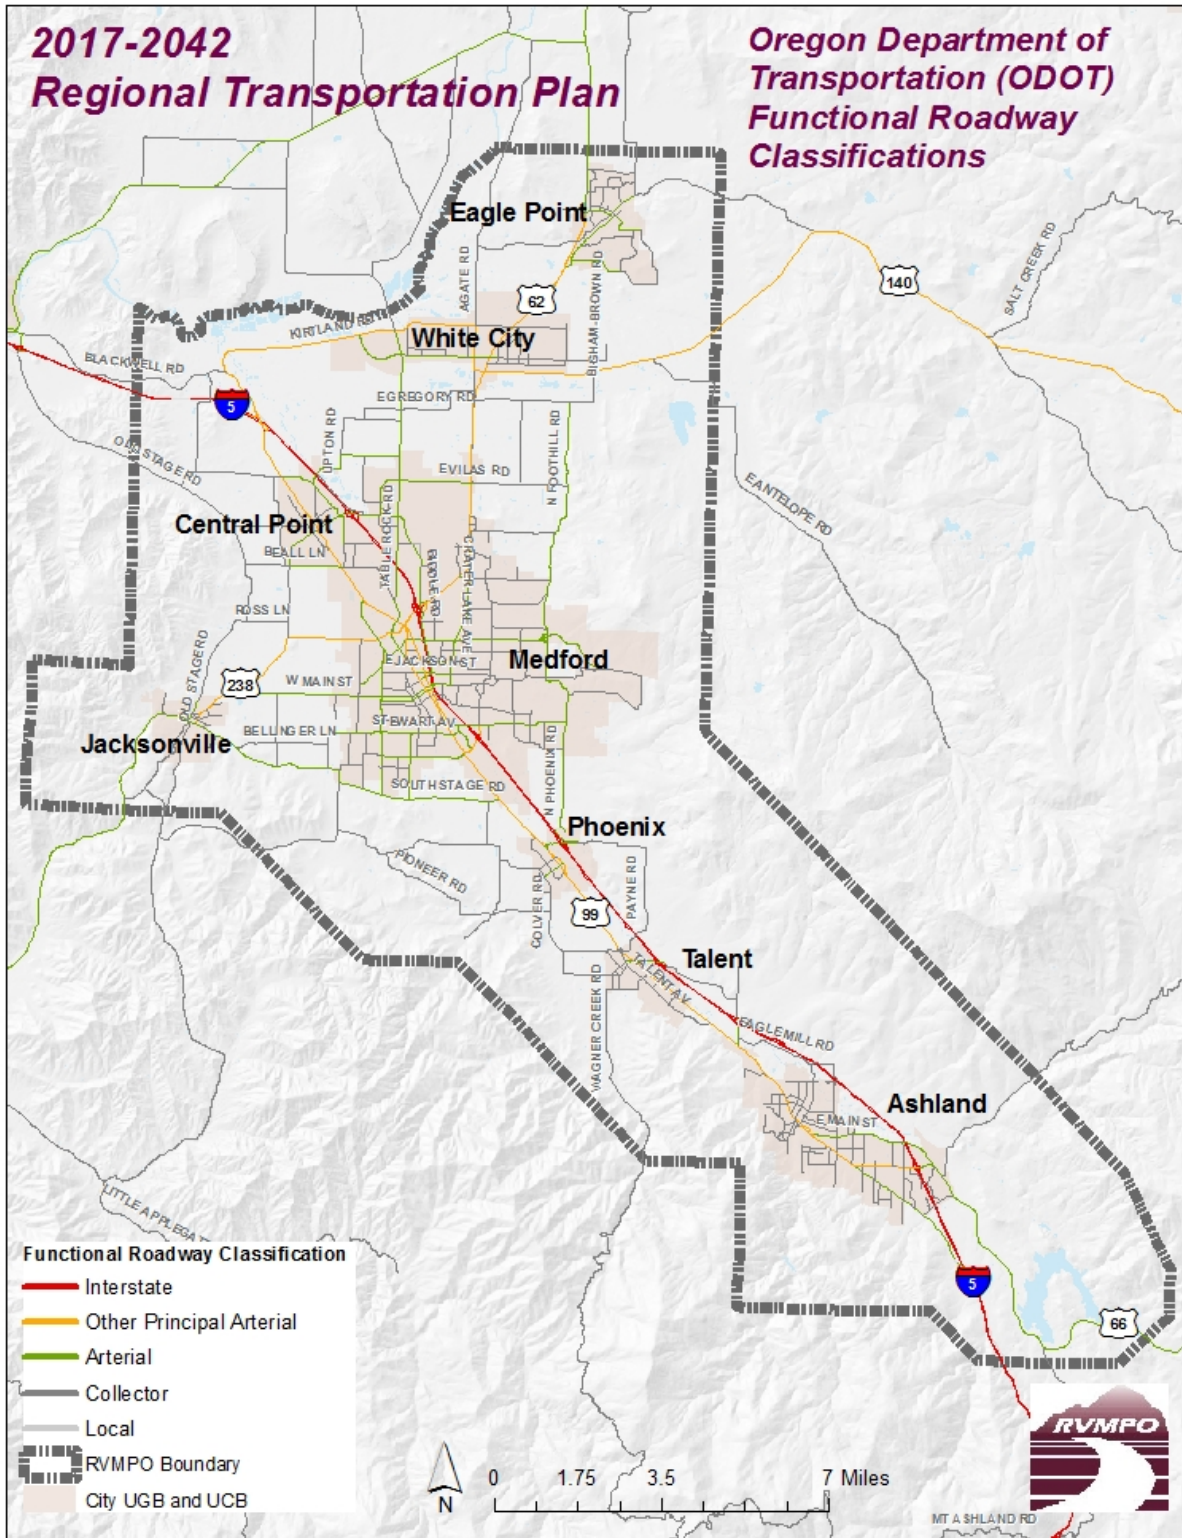 2017-2042
Regional Transportation Plan
Oregon Department of
Transportation (ODOT)
Functional Roadway
Classifications
Eagle Point
AGATE RD
BIGHAM-BROWN RD
SALT CREEK RD
140
62
KIRTLAND RD
White City
BLACKWELL RD
5
E GREGORY RD
UPTON RD
N FOOTHILL RD
OLD STAGE RD
E VILAS RD
E ANTELOPE RD
TABLE ROCK RD
Central Point
BEALL LN
CRATER LAKE AVE
ROSS LN
E JACKSON ST
Medford
OLD STAGE RD
238
W MAIN ST
STEWART AV
BELLINGER LN
Jacksonville
N PHOENIX RD
SOUTH STAGE RD
Phoenix
PIONEER RD
COLVER RD
PAYNE RD
99
Talent
TALENT AV
WAGNER CREEK RD
EAGLE MILL RD
Ashland
E MAIN ST
LITTLE APPLEGAT
5
66
Functional Roadway Classification
Interstate
Other Principal Arterial
Arterial
Collector
Local
RVMPO Boundary
City UGB and UCB
N
0 1.75 3.5 7 Miles
RVMPO
MT ASHLAND RD